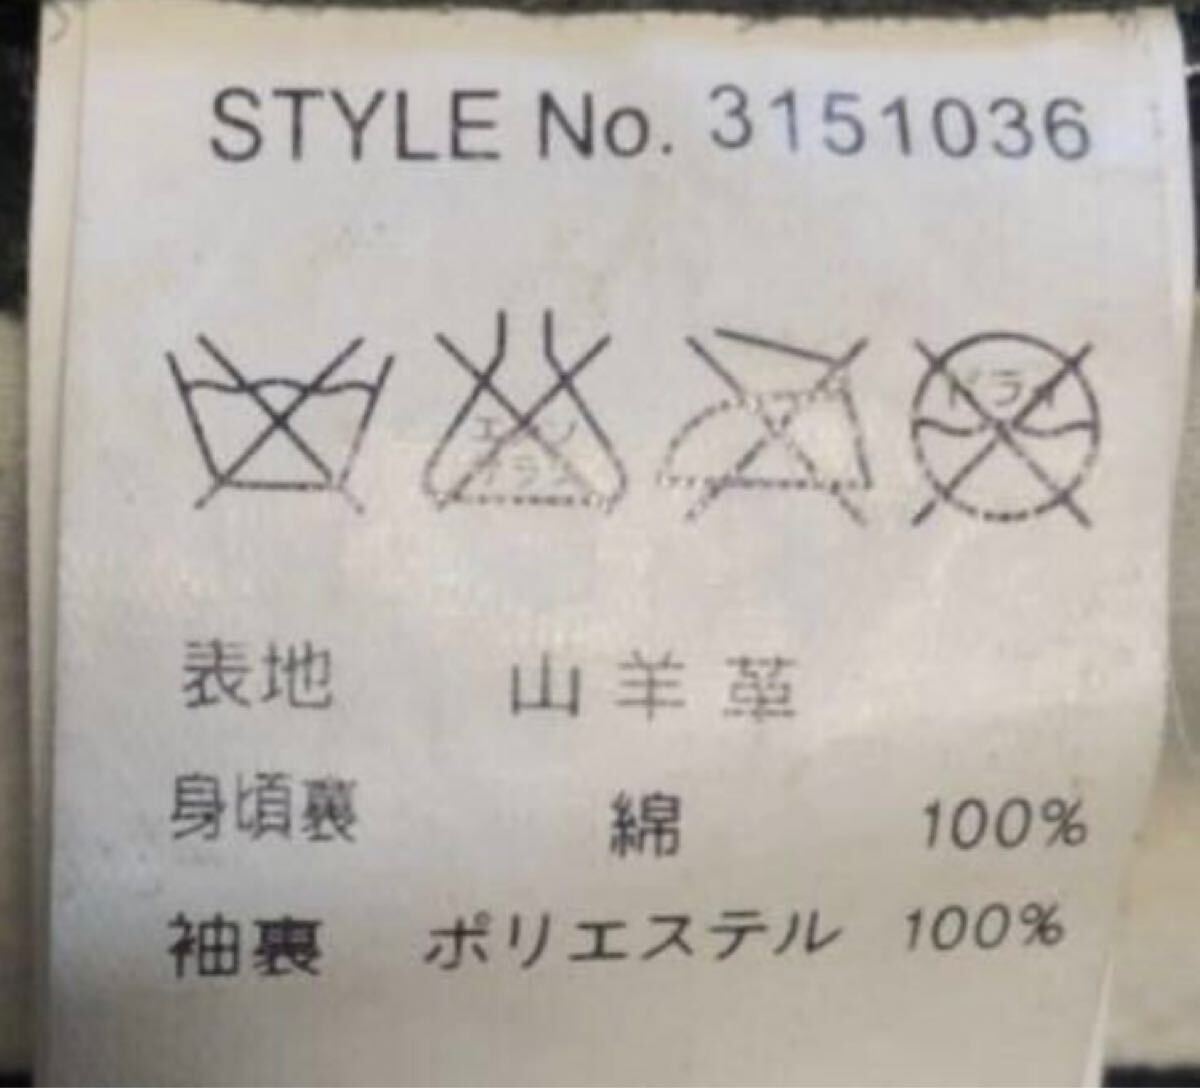 STYLE No. 3151036
エンソ
サラシ
ドライ
表地 山羊革
身頃裏 綿 100%
袖裏 ポリエステル 100%